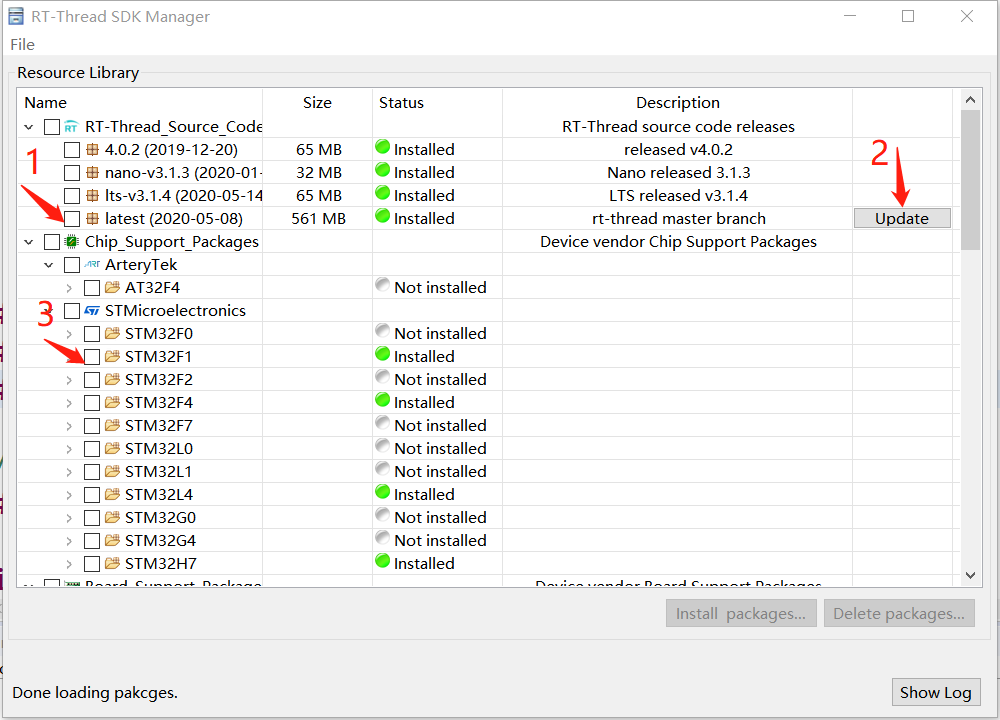 RT-Thread SDK Manager
File
Resource Library
Name Size Status Description
RT RT-Thread_Source_Code RT-Thread source code releases
4.0.2 (2019-12-20) 65 MB Installed released v4.0.2
1 nano-v3.1.3 (2020-01- 32 MB Installed Nano released 3.1.3 2
lts-v3.1.4 (2020-05-14 65 MB Installed LTS released v3.1.4
latest (2020-05-08) 561 MB Installed rt-thread master branch Update
Chip_Support_Packages Device vendor Chip Support Packages
ART ArteryTek
AT32F4 Not installed
3 ST STMicroelectronics
STM32F0 Not installed
STM32F1 Installed
STM32F2 Not installed
STM32F4 Installed
STM32F7 Not installed
STM32L0 Not installed
STM32L1 Not installed
STM32L4 Installed
STM32G0 Not installed
STM32G4 Not installed
STM32H7 Installed
Board_Support_Package Device vendor Board Support Packages
Install packages... Delete packages...
Done loading pakcges. Show Log